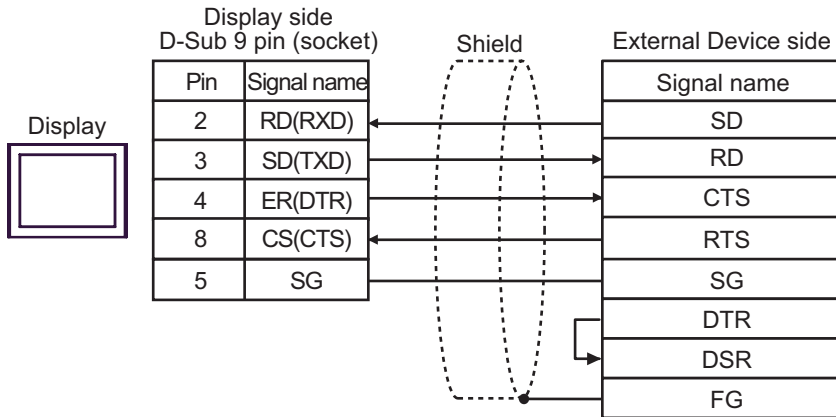 Display side
D-Sub 9 pin (socket)
Shield
External Device side
Pin Signal name
Signal name
Display
2 RD(RXD) SD
3 SD(TXD) RD
4 ER(DTR) CTS
8 CS(CTS) RTS
5 SG SG
DTR
DSR
FG